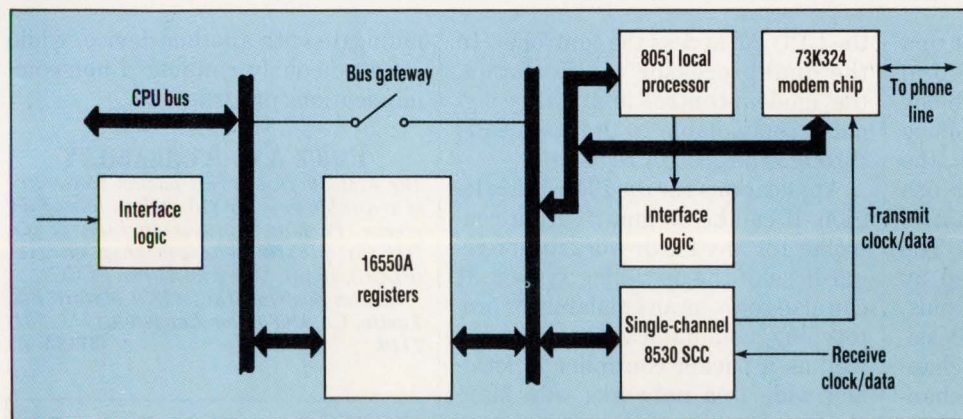 CPU bus
Bus gateway
8051 local
processor
73K324
modem chip
To phone
line
Interface
logic
16550A
registers
Interface
logic
Transmit
clock/data
Single-channel
8530 SCC
Receive
clock/data